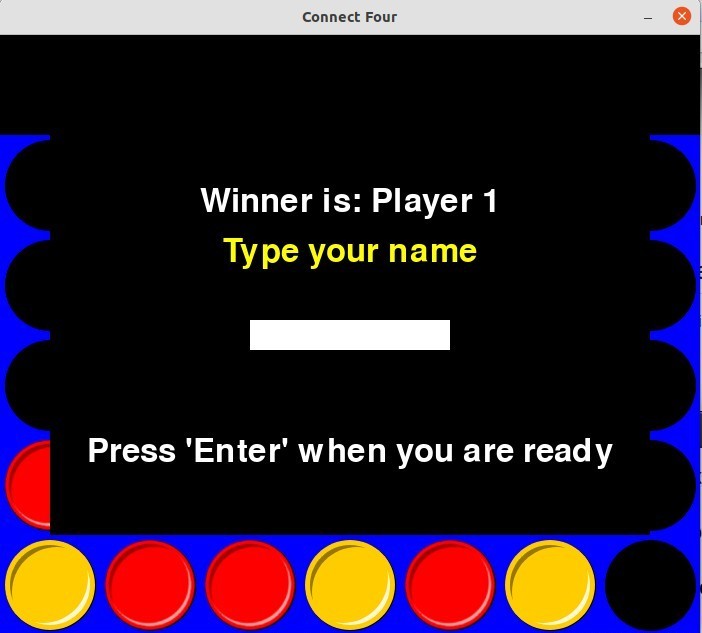 Connect Four
Winner is: Player 1
Type your name
Press 'Enter' when you are ready